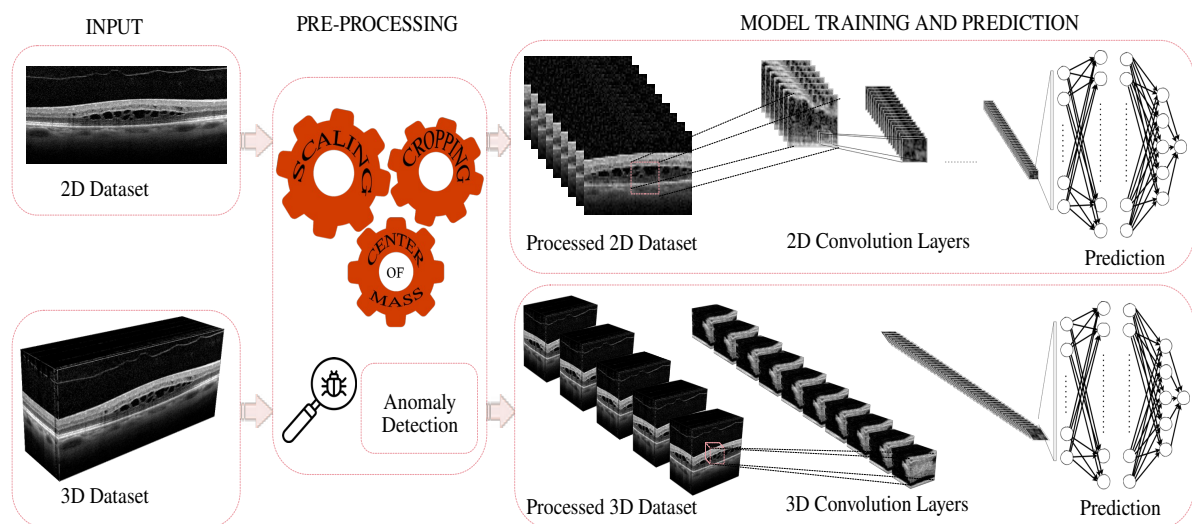 INPUT
PRE-PROCESSING
MODEL TRAINING AND PREDICTION
2D Dataset
SCALING
CROPPING
CENTER
OF
MASS
Processed 2D Dataset
2D Convolution Layers
Prediction
3D Dataset
Anomaly
Detection
Processed 3D Dataset
3D Convolution Layers
Prediction